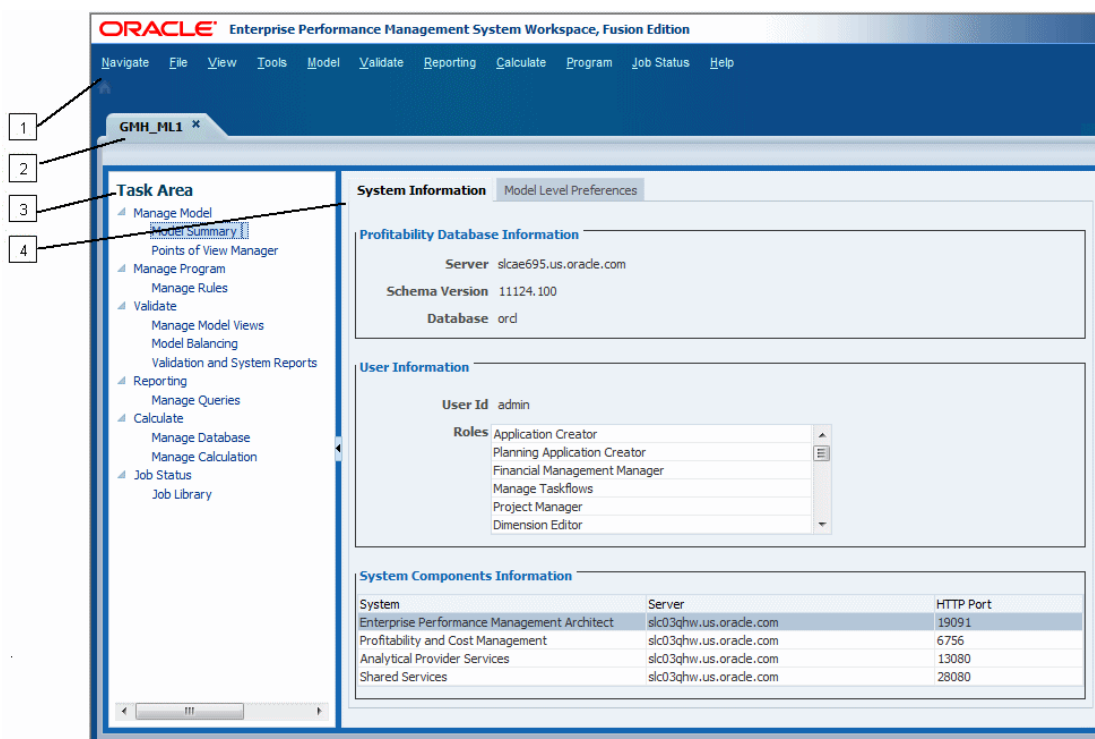 ORACLE Enterprise Performance Management System Workspace, Fusion Edition
Navigate File View Tools Model Validate Reporting Calculate Program Job Status Help
1
GMH_ML1 ×
2
3
4
Task Area
Manage Model
Model Summary
Points of View Manager
Manage Program
Manage Rules
Validate
Manage Model Views
Model Balancing
Validation and System Reports
Reporting
Manage Queries
Calculate
Manage Database
Manage Calculation
Job Status
Job Library
System Information Model Level Preferences
Profitability Database Information
Server slcae695.us.oracle.com
Schema Version 11124.100
Database orcl
User Information
User Id admin
Roles Application Creator
Planning Application Creator
Financial Management Manager
Manage Taskflows
Project Manager
Dimension Editor
System Components Information
System Server HTTP Port
Enterprise Performance Management Architect slc03qhw.us.oracle.com 19091
Profitability and Cost Management slc03qhw.us.oracle.com 6756
Analytical Provider Services slc03qhw.us.oracle.com 13080
Shared Services slc03qhw.us.oracle.com 28080